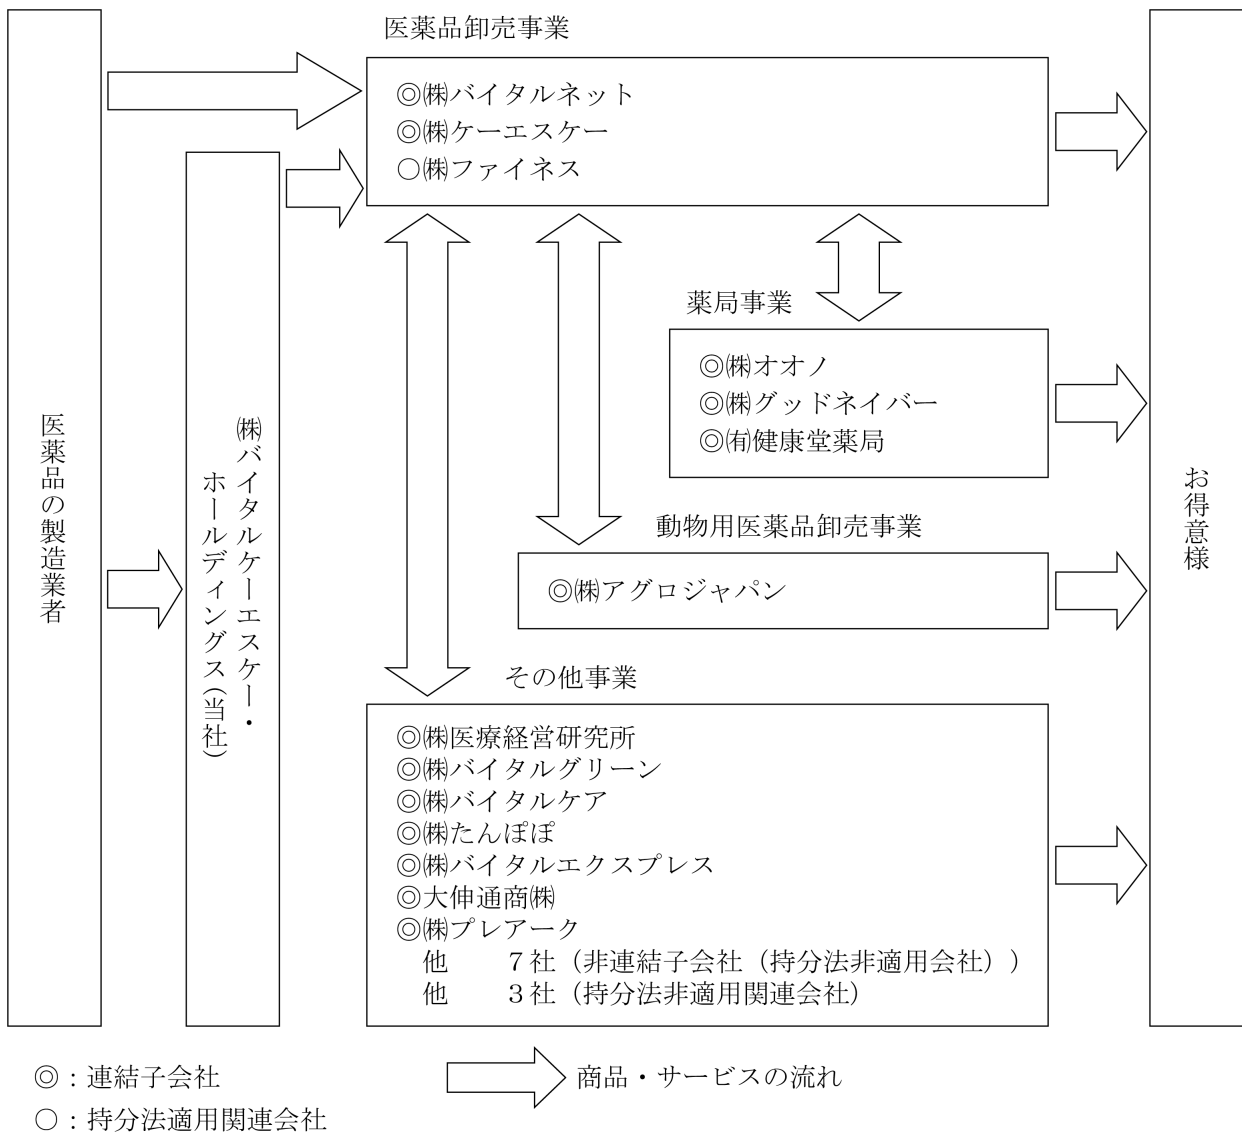 医薬品卸売事業
◎㈱バイタルネット
◎㈱ケーエスケー
○㈱ファイネス
薬局事業
◎㈱オオノ
◎㈱グッドネイバー
◎㈲健康堂薬局
医薬品の製造業者
㈱バイタルケーエスケー・
ホールディングス(当社)
お得意様
動物用医薬品卸売事業
◎㈱アグロジャパン
その他事業
◎㈱医療経営研究所
◎㈱バイタルグリーン
◎㈱バイタルケア
◎㈱たんぽぽ
◎㈱バイタルエクスプレス
◎大伸通商㈱
◎㈱プレアーク
他　　７社（非連結子会社（持分法非適用会社））
他　　３社（持分法非適用関連会社）
◎：連結子会社
商品・サービスの流れ
○：持分法適用関連会社